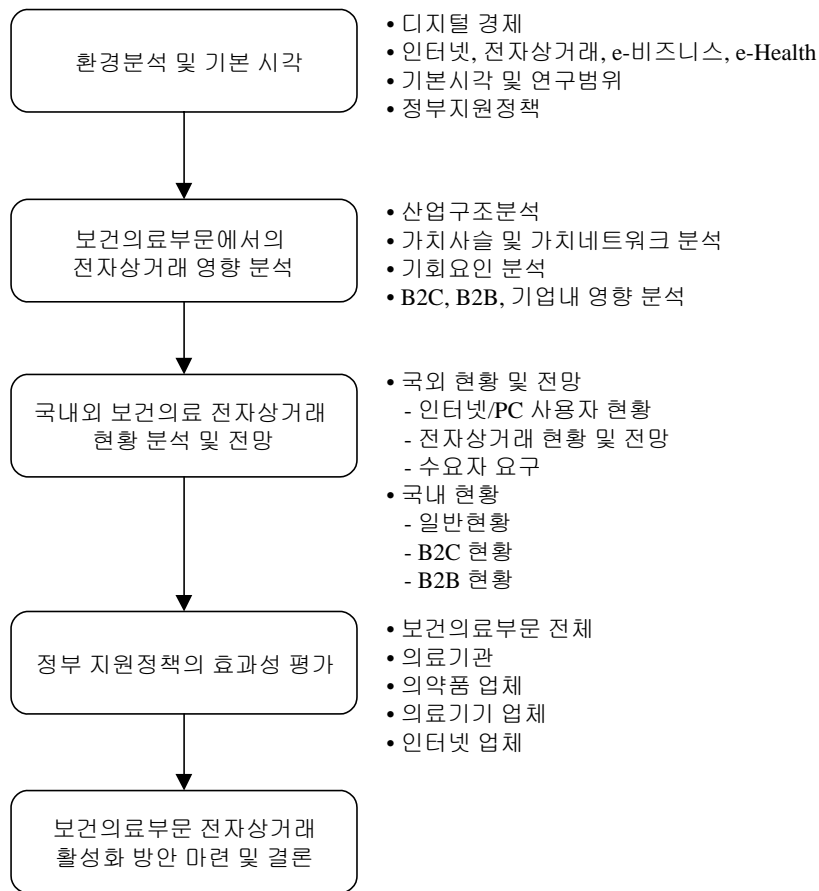 환경분석 및 기본 시각
• 디지털 경제
• 인터넷, 전자상거래, e-비즈니스, e-Health
• 기본시각 및 연구범위
• 정부지원정책
보건의료부문에서의
전자상거래 영향 분석
• 산업구조분석
• 가치사슬 및 가치네트워크 분석
• 기회요인 분석
• B2C, B2B, 기업내 영향 분석
국내외 보건의료 전자상거래
현황 분석 및 전망
• 국외 현황 및 전망
- 인터넷/PC 사용자 현황
- 전자상거래 현황 및 전망
- 수요자 요구
• 국내 현황
- 일반현황
- B2C 현황
- B2B 현황
정부 지원정책의 효과성 평가
• 보건의료부문 전체
• 의료기관
• 의약품 업체
• 의료기기 업체
• 인터넷 업체
보건의료부문 전자상거래
활성화 방안 마련 및 결론